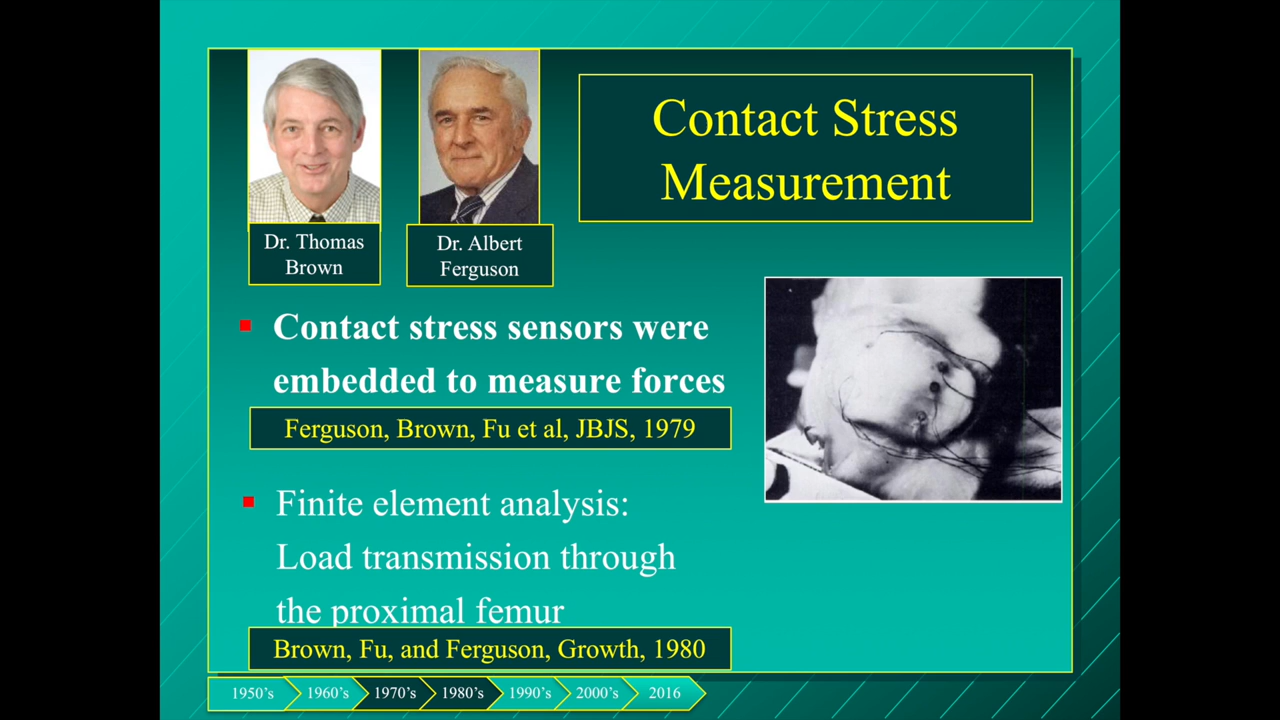 Contact Stress
Measurement
Dr. Thomas
Brown
Dr. Albert
Ferguson
Contact stress sensors were
embedded to measure forces
Ferguson, Brown, Fu et al, JBJS, 1979
Finite element analysis:
Load transmission through
the proximal femur
Brown, Fu, and Ferguson, Growth, 1980
1950's 1960's 1970's 1980's 1990's 2000's 2016